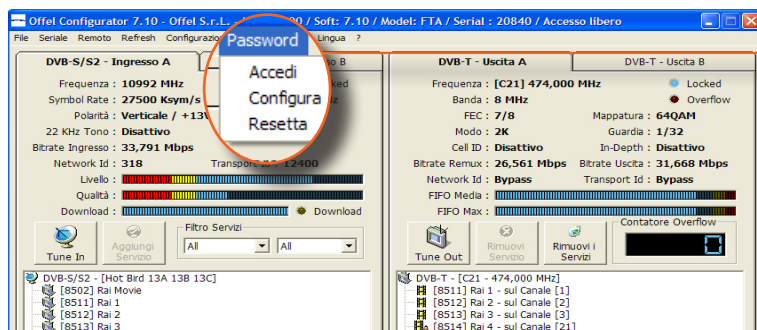 Offel Configurator 7.10 - Offel S.r.L. - 00 / Soft: 7.10 / Model: FTA / Serial : 20840 / Accesso libero
File Seriale Remoto Refresh Configurazio Lingua ?
Password
Accedi
Configura
Resetta
DVB-S/S2 - Ingresso A
so B
Frequenza : 10992 MHz
cked
Symbol Rate : 27500 Ksym/s
Polarità : Verticale / +13V
22 KHz Tono : Disattivo
Bitrate Ingresso : 33,791 Mbps
Network Id : 318 Transport Id : 12400
Livello :
Qualità :
Download : Download
Tune In
Aggiungi Servizio
Filtro Servizi
All All
DVB-S/S2 - [Hot Bird 13A 13B 13C]
[8502] Rai Movie
[8511] Rai 1
[8512] Rai 2
[8513] Rai 3
DVB-T - Uscita A DVB-T - Uscita B
Frequenza : [C21] 474,000 MHz Locked
Banda : 8 MHz Overflow
FEC : 7/8 Mappatura : 64QAM
Modo : 2K Guardia : 1/32
Cell ID : Disattivo In-Depth : Disattivo
Bitrate Remux : 26,561 Mbps Bitrate Uscita : 31,668 Mbps
Network Id : Bypass Transport Id : Bypass
FIFO Media :
FIFO Max :
Tune Out
Rimuovi Servizio
Rimuovi i Servizi
Contatore Overflow
0
DVB-T - [C21 - 474,000 MHz]
[8511] Rai 1 - sul Canale [1]
[8512] Rai 2 - sul Canale [2]
[8513] Rai 3 - sul Canale [3]
[8514] Rai 4 - sul Canale [21]